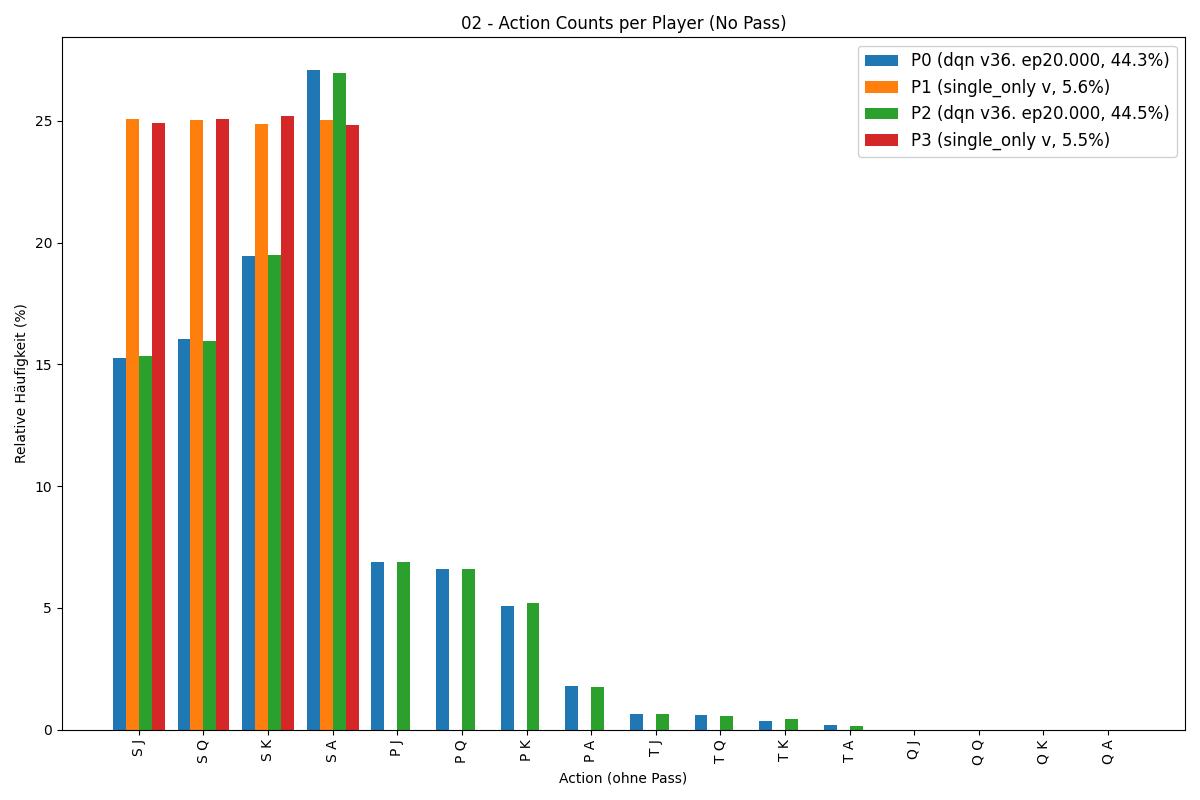 02 - Action Counts per Player (No Pass)
P0 (dqn v36. ep20.000, 44.3%)
P1 (single_only v, 5.6%)
P2 (dqn v36. ep20.000, 44.5%)
P3 (single_only v, 5.5%)
Relative Häufigkeit (%)
25
20
15
10
5
0
S J
S Q
S K
S A
P J
P Q
P K
P A
T J
T Q
T K
T A
Q J
Q Q
Q K
Q A
Action (ohne Pass)